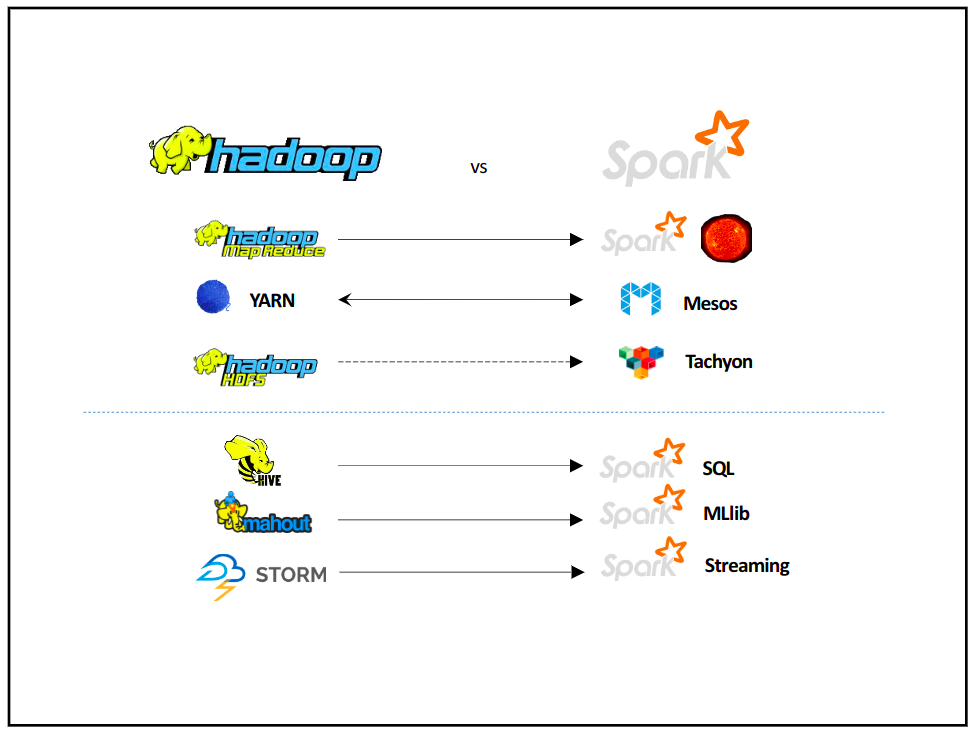 hadoop vs Spark
hadoop Spark
Map Reduce
YARN Mesos
hadoop Tachyon
HDFS
HIVE Spark SQL
mahout Spark MLlib
STORM Spark Streaming